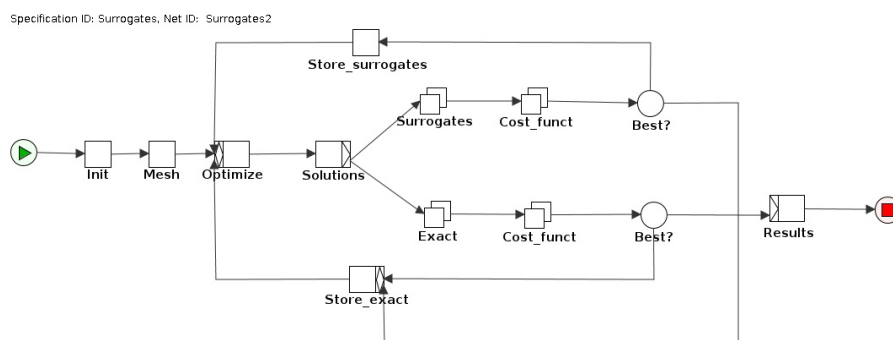 Specification ID: Surrogates, Net ID: Surrogates2
Store_surrogates
Surrogates
Cost_funct
Best?
Init
Mesh
Optimize
Solutions
Exact
Cost_funct
Best?
Results
Store_exact